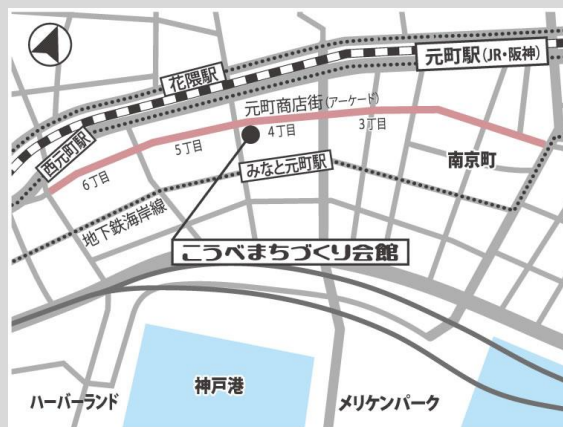 花隈駅
元町駅(JR・阪神)
元町商店街(アーケード)
西元町駅
6丁目
5丁目
4丁目
3丁目
みなと元町駅
南京町
地下鉄海岸線
こうべまちづくり会館
神戸港
ハーバーランド
メリケンパーク